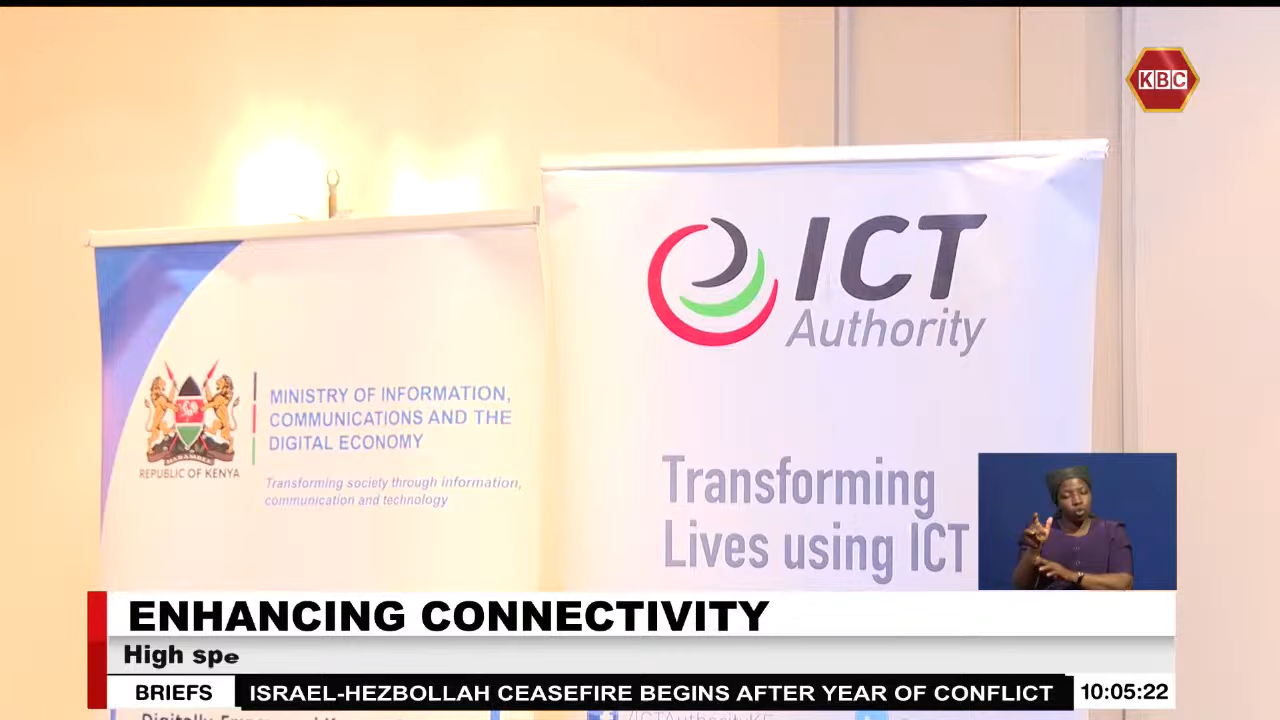 KBC
ICT
Authority
MINISTRY OF INFORMATION,
COMMUNICATIONS AND THE
DIGITAL ECONOMY
HARAMBEE
REPUBLIC OF KENYA
Transforming society through information,
communication and technology
Transforming
Lives using ICT
ENHANCING CONNECTIVITY
High spe
BRIEFS
ISRAEL-HEZBOLLAH CEASEFIRE BEGINS AFTER YEAR OF CONFLICT
10:05:22
/ICTAuthorityKE